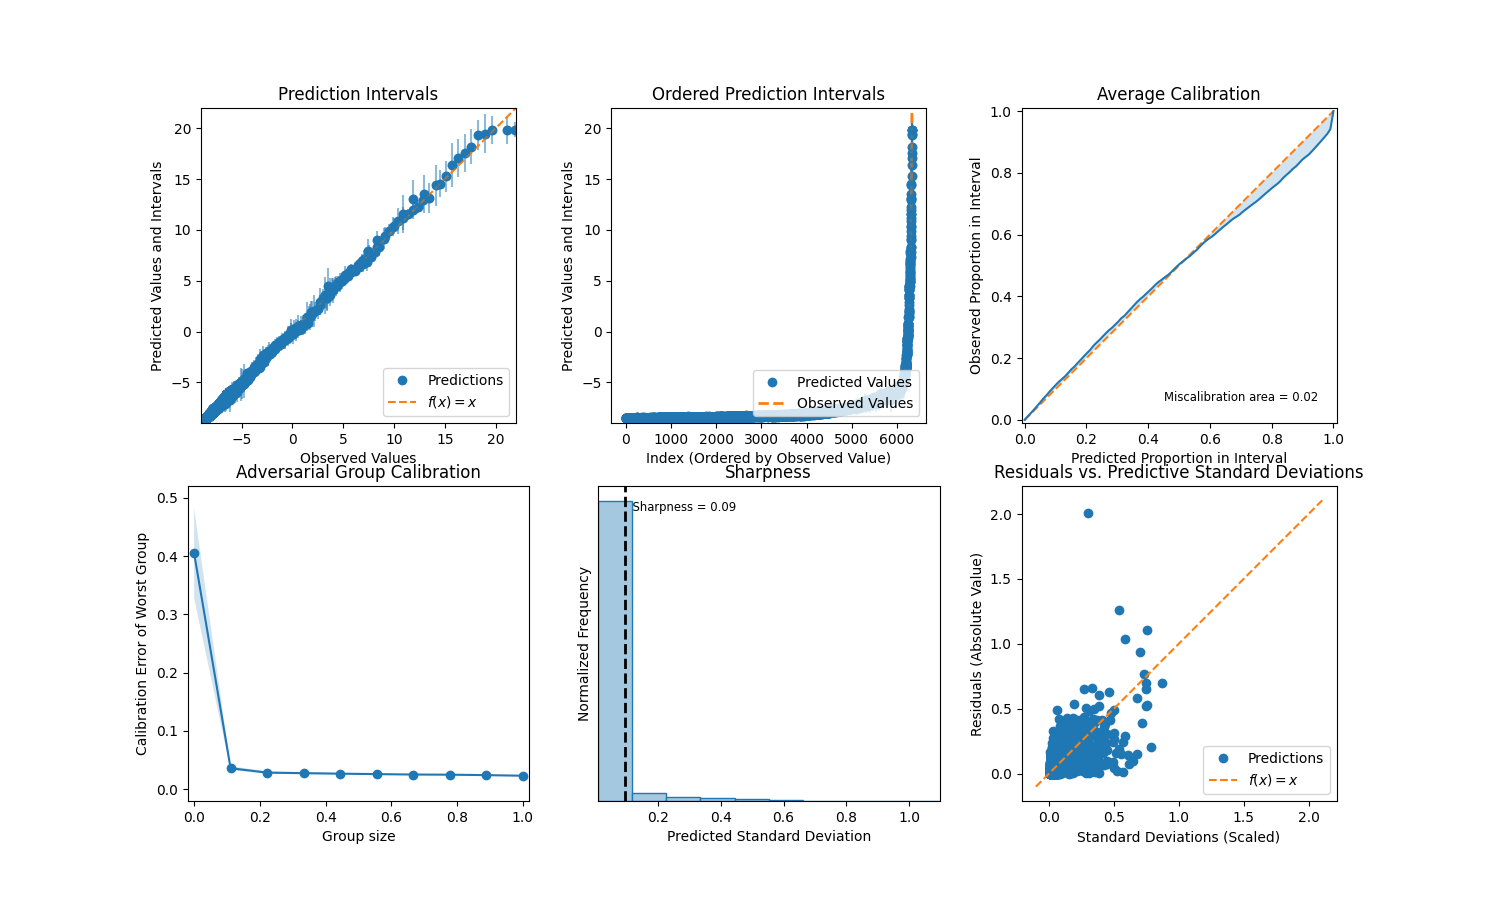 Prediction Intervals
Predicted Values and Intervals
20
15
10
5
0
−5
−5
0
5
10
15
20
Observed Values
Predictions
f(x) = x
Ordered Prediction Intervals
Predicted Values and Intervals
20
15
10
5
0
−5
0
1000
2000
3000
4000
5000
6000
Index (Ordered by Observed Value)
Predicted Values
Observed Values
Average Calibration
Observed Proportion in Interval
1.0
0.8
0.6
0.4
0.2
0.0
0.0
0.2
0.4
0.6
0.8
1.0
Predicted Proportion in Interval
Miscalibration area = 0.02
Adversarial Group Calibration
Calibration Error of Worst Group
0.5
0.4
0.3
0.2
0.1
0.0
0.0
0.2
0.4
0.6
0.8
1.0
Group size
Sharpness
Normalized Frequency
Sharpness = 0.09
0.2
0.4
0.6
0.8
1.0
Predicted Standard Deviation
Residuals vs. Predictive Standard Deviations
Residuals (Absolute Value)
2.0
1.5
1.0
0.5
0.0
0.0
0.5
1.0
1.5
2.0
Standard Deviations (Scaled)
Predictions
f(x) = x